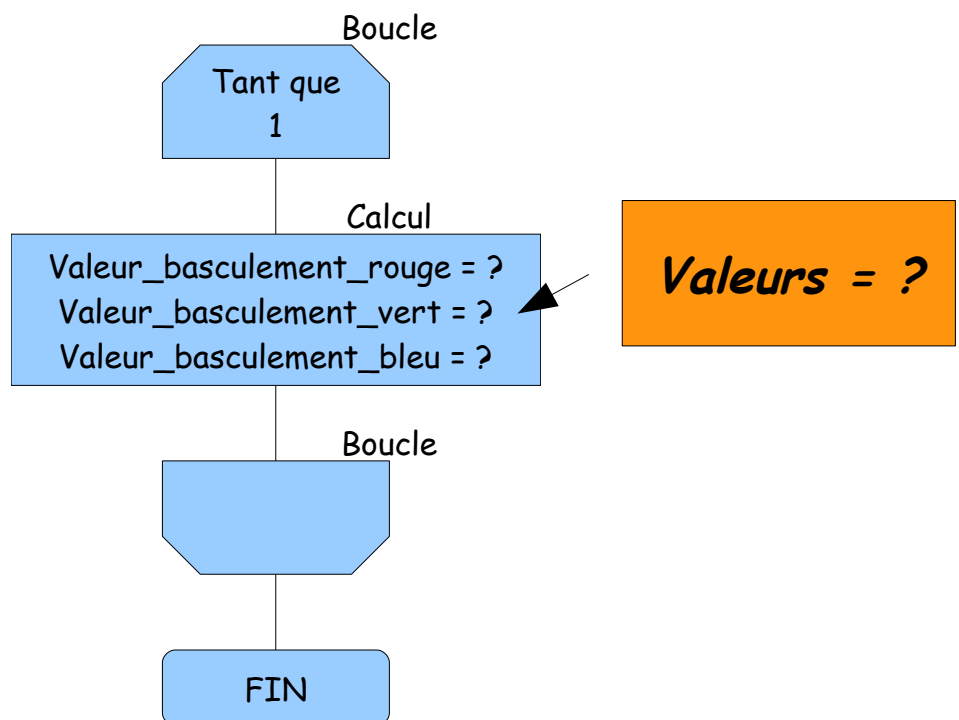 Boucle
Tant que
1
Calcul
Valeur_basculement_rouge = ?
Valeur_basculement_vert = ?
Valeur_basculement_bleu = ?
Valeurs = ?
Boucle
FIN